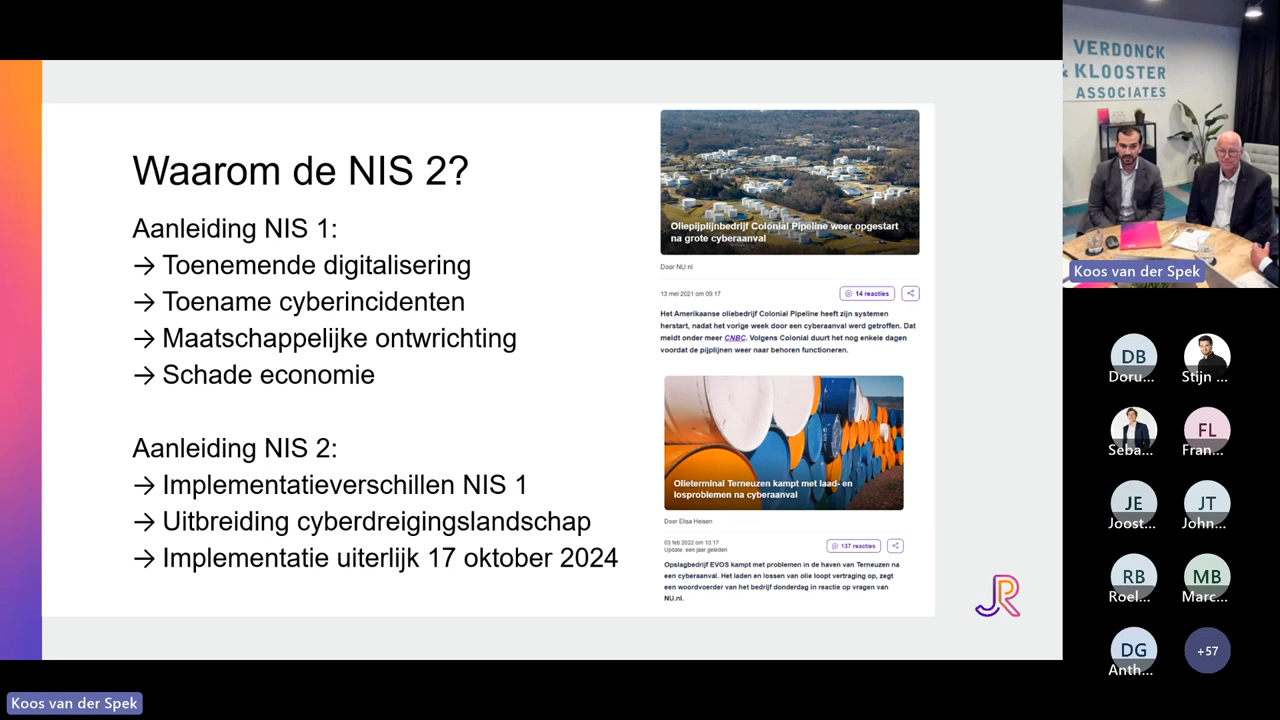 Waarom de NIS 2?
Aanleiding NIS 1:
→ Toenemende digitalisering
→ Toename cyberincidenten
→ Maatschappelijke ontwrichting
→ Schade economie
Aanleiding NIS 2:
→ Implementatieverschillen NIS 1
→ Uitbreiding cyberdreigingslandschap
→ Implementatie uiterlijk 17 oktober 2024
Oliepijplijnbedrijf Colonial Pipeline weer opgestart
na grote cyberaanval
Door NU.nl
13 mei 2021 om 09:17
14 reacties
Het Amerikaanse oliebedrijf Colonial Pipeline heeft zijn systemen
herstart, nadat het vorige week door een cyberaanval werd getroffen. Dat
meldt onder meer CNBC. Volgens Colonial duurt het nog enkele dagen
voordat de pijplijnen weer naar behoren functioneren.
Olieterminal Terneuzen kampt met laad- en
losproblemen na cyberaanval
Door Elisa Heisen
03 feb 2022 om 10:17
Update: een jaar geleden
137 reacties
Opslagbedrijf EVOS kampt met problemen in de haven van Terneuzen na
een cyberaanval. Het laden en lossen van olie loopt vertraging op, zegt
een woordvoerder van het bedrijf donderdag in reactie op vragen van
NU.nl.
JR
VERDONCK
& KLOOSTER
ASSOCIATES
Koos van der Spek
DB
Doru...
Stijn ...
Seba...
FL
Fran...
JE
Joost...
JT
John...
RB
Roel...
MB
Marc...
DG
Anth...
+57
Koos van der Spek